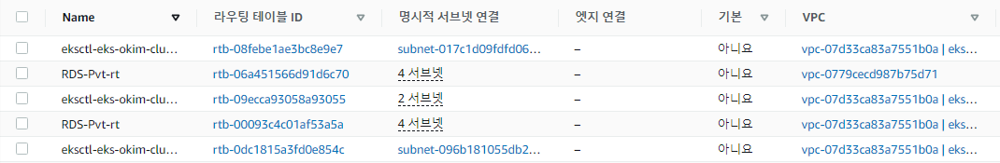 Name 라우팅 테이블 ID 명시적 서브넷 연결 엣지 연결 기본 VPC
eksctl-eks-okim-clu... rtb-08febe1ae3bc8e9e7 subnet-017c1d09fdfd06... – 아니요 vpc-07d33ca83a7551b0a | eks...
RDS-Pvt-rt rtb-06a451566d91d6c70 4 서브넷 – 아니요 vpc-0779cecd987b75d71
eksctl-eks-okim-clu... rtb-09ecca93058a93055 2 서브넷 – 아니요 vpc-07d33ca83a7551b0a | eks...
RDS-Pvt-rt rtb-00093c4c01af53a5a 4 서브넷 – 아니요 vpc-07d33ca83a7551b0a | eks...
eksctl-eks-okim-clu... rtb-0dc1815a3fd0e854c subnet-096b181055db2... – 아니요 vpc-07d33ca83a7551b0a | eks...